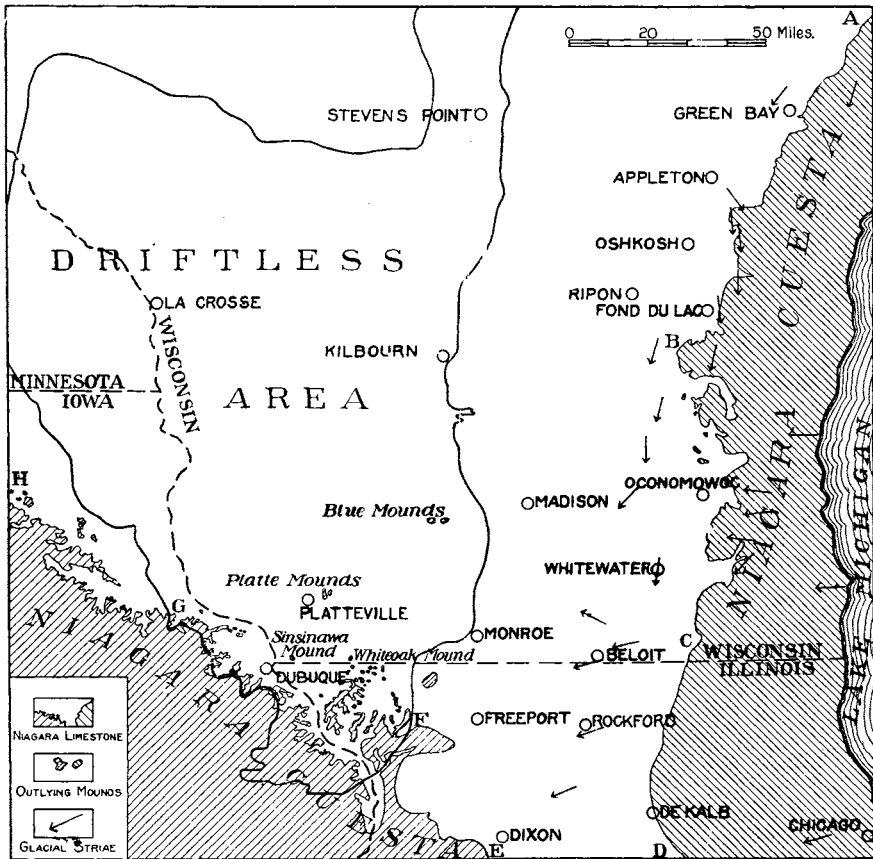 A
0 20 50 Miles.
STEVENS POINT
GREEN BAY
APPLETON
OSHKOSH
DRIFTLESS
RIPON
LA CROSSE
FOND DU LAC
WISCONSIN
B
KILBOURN
MINNESOTA
IOWA
AREA
NIAGARA CUESTA
LAKE MICHIGAN
H
OCONOMOWOC
MADISON
Blue Mounds
WHITEWATER
Platte Mounds
PLATTEVILLE
G
MONROE
Sinsinawa
Mound
Whiteoak Mound
C
BELOIT
WISCONSIN
ILLINOIS
DUBUQUE
NIAGARA C ESTA
F
FREEPORT
ROCKFORD
DE KALB
CHICAGO
DIXON
E
D
NIAGARA LIMESTONE
OUTLYING MOUNDS
GLACIAL STRIAE